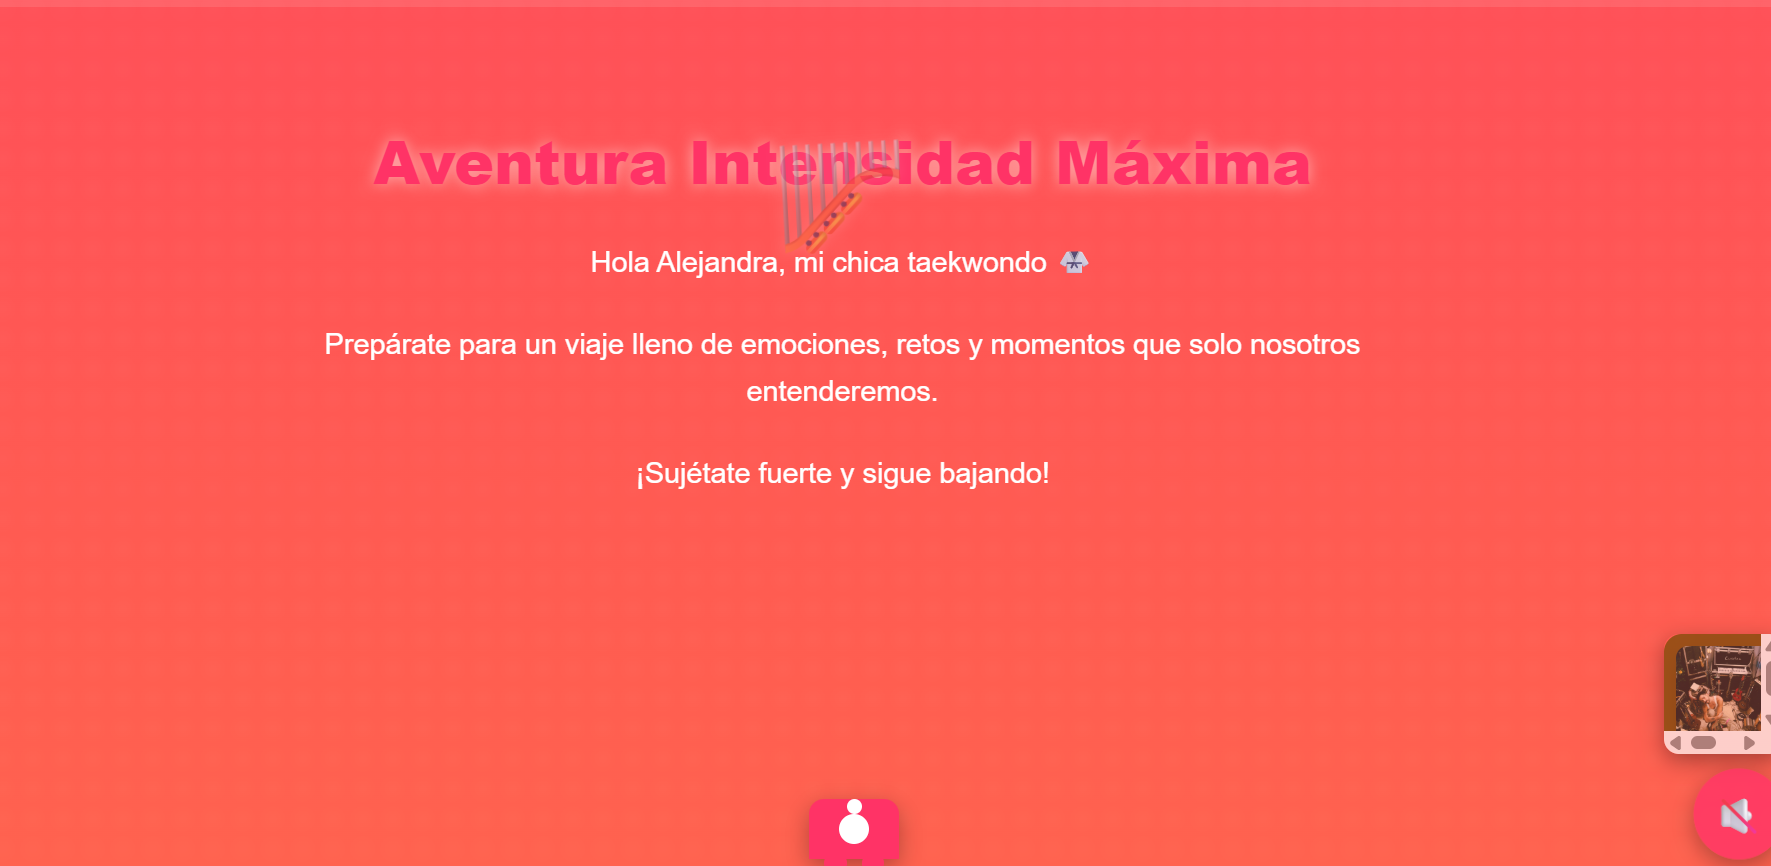 Aventura Intensidad Máxima
Hola Alejandra, mi chica taekwondo
Prepárate para un viaje lleno de emociones, retos y momentos que solo nosotros
entenderemos.
¡Sujétate fuerte y sigue bajando!